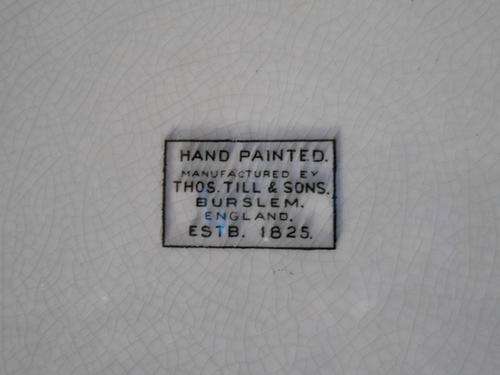 HAND PAINTED.
MANUFACTURED BY
THOS. TILL & SONS.
BURSLEM.
ENGLAND.
ESTB. 1825.